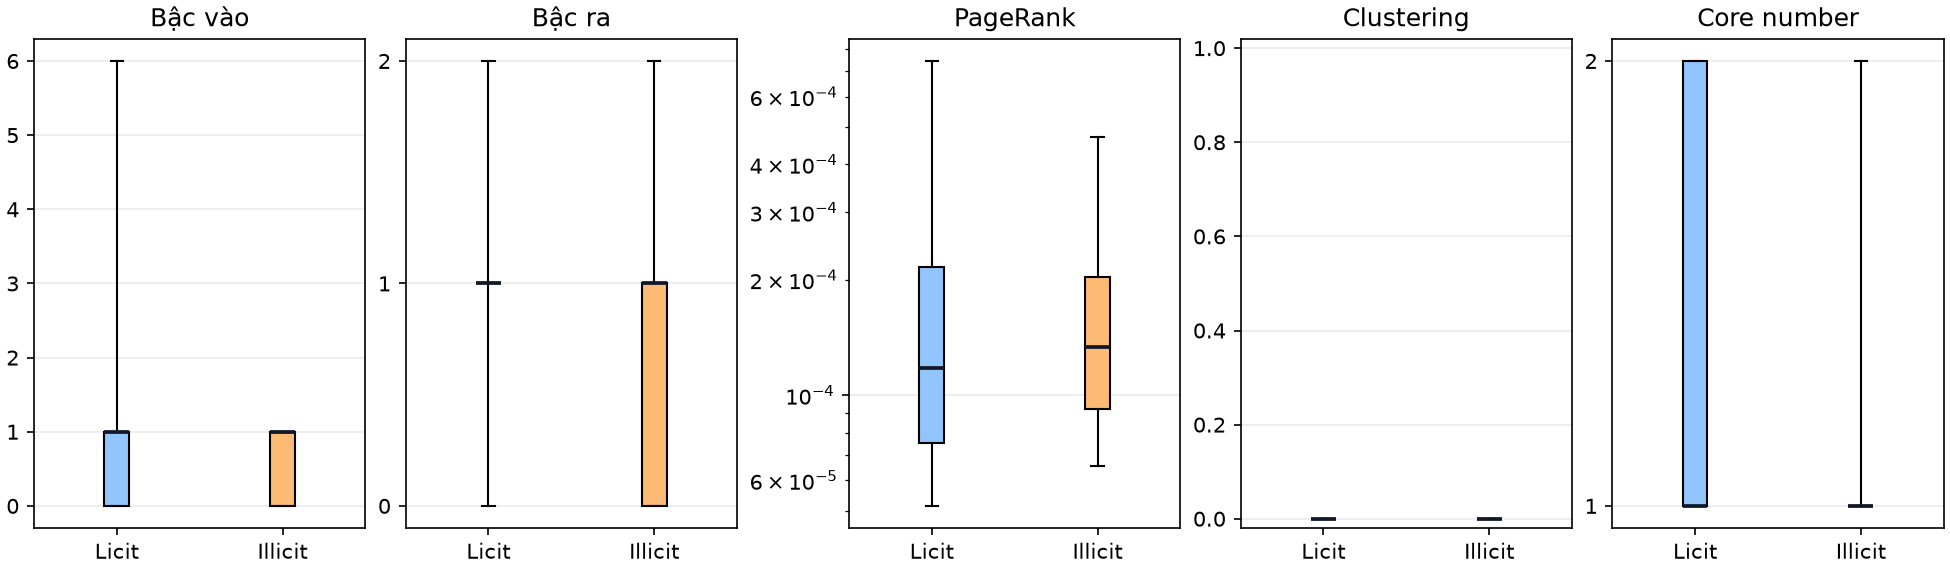 Bậc vào
6
5
4
3
2
1
0
Licit Illicit
Bậc ra
2
1
0
Licit Illicit
PageRank
6 × 10⁻⁴
4 × 10⁻⁴
3 × 10⁻⁴
2 × 10⁻⁴
10⁻⁴
6 × 10⁻⁵
Licit Illicit
Clustering
1.0
0.8
0.6
0.4
0.2
0.0
Licit Illicit
Core number
2
1
Licit Illicit